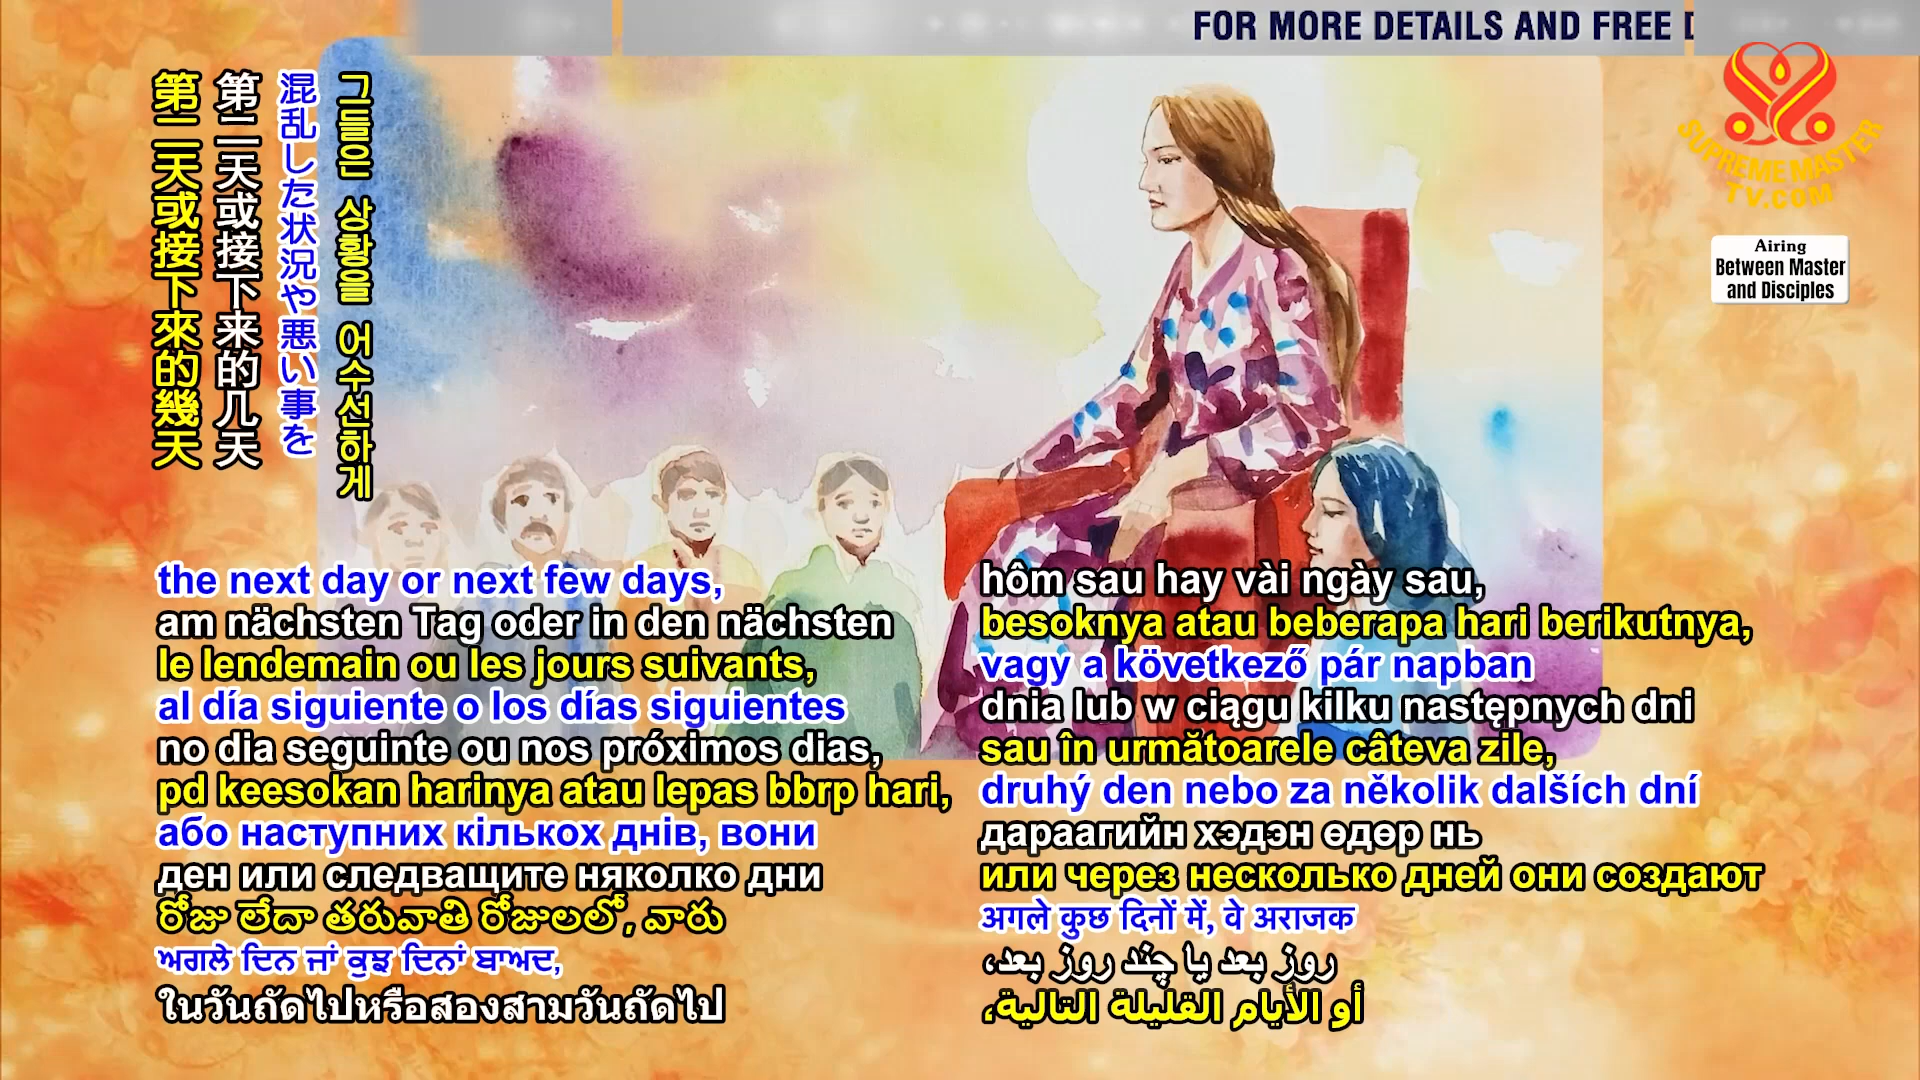 FOR MORE DETAILS AND FREE
SUPREME MASTER
TV.COM
Airing
Between Master
and Disciples
第二天或接下來的幾天
第二天或接下来的几天
混乱した状況や悪い事を
그들은 상황을 어수선하게
the next day or next few days,
am nächsten Tag oder in den nächsten
le lendemain ou les jours suivants,
al día siguiente o los días siguientes
no dia seguinte ou nos próximos dias,
pd keesokan harinya atau lepas bbrp hari,
або наступних кількох днів, вони
ден или следващите няколко дни
రోజు లేదా తరువాతి రోజులలో, వారు
ਅਗਲੇ ਦਿਨ ਜਾਂ ਕੁਝ ਦਿਨਾਂ ਬਾਅਦ,
ในวันถัดไปหรือสองสามวันถัดไป
hôm sau hay vài ngày sau,
besoknya atau beberapa hari berikutnya,
vagy a következő pár napban
dnia lub w ciągu kilku następnych dni
sau în următoarele câteva zile,
druhý den nebo za několik dalších dní
дараагийн хэдэн өдөр нь
или через несколько дней они создают
अगले कुछ दिनों में, वे अराजक
روز بعد یا چند روز بعد،
أو الأيام القليلة التالية،